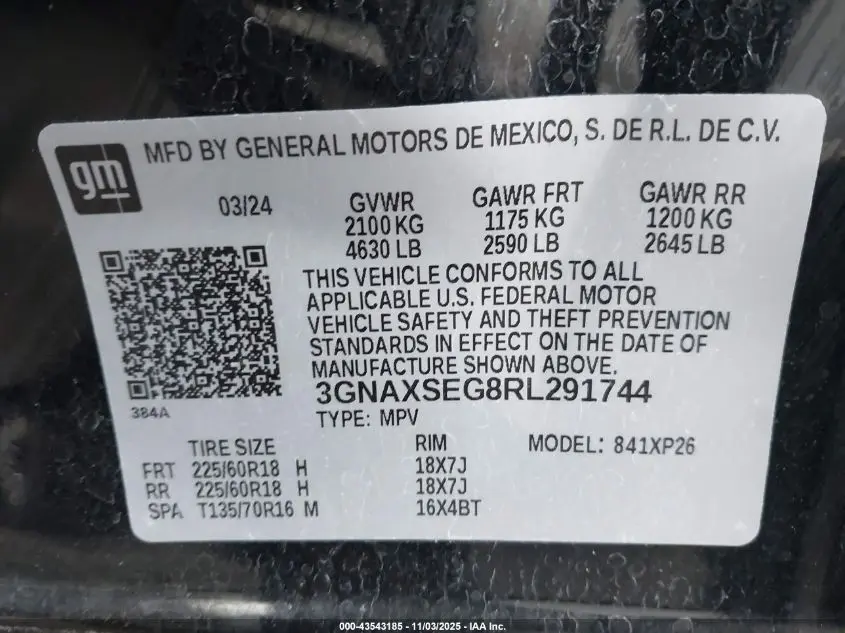 gm
MFD BY GENERAL MOTORS DE MEXICO, S. DE R.L. DE C.V.
03/24 GVWR GAWR FRT GAWR RR
2100 KG 1175 KG 1200 KG
4630 LB 2590 LB 2645 LB
THIS VEHICLE CONFORMS TO ALL
APPLICABLE U.S. FEDERAL MOTOR
VEHICLE SAFETY AND THEFT PREVENTION
STANDARDS IN EFFECT ON THE DATE OF
MANUFACTURE SHOWN ABOVE.
3GNAXSEG8RL291744
384A
TYPE: MPV
TIRE SIZE RIM MODEL: 841XP26
FRT 225/60R18 H 18X7J
RR 225/60R18 H 18X7J
SPA T135/70R16 M 16X4BT
000-43543185 - 11/03/2025 - IAA Inc.